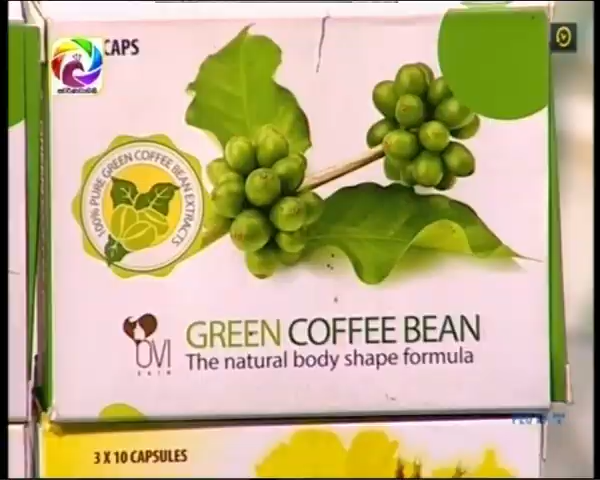 CAPS
100% PURE GREEN COFFEE BEAN EXTRACTS
OVI
GREEN COFFEE BEAN
The natural body shape formula
3 X 10 CAPSULES